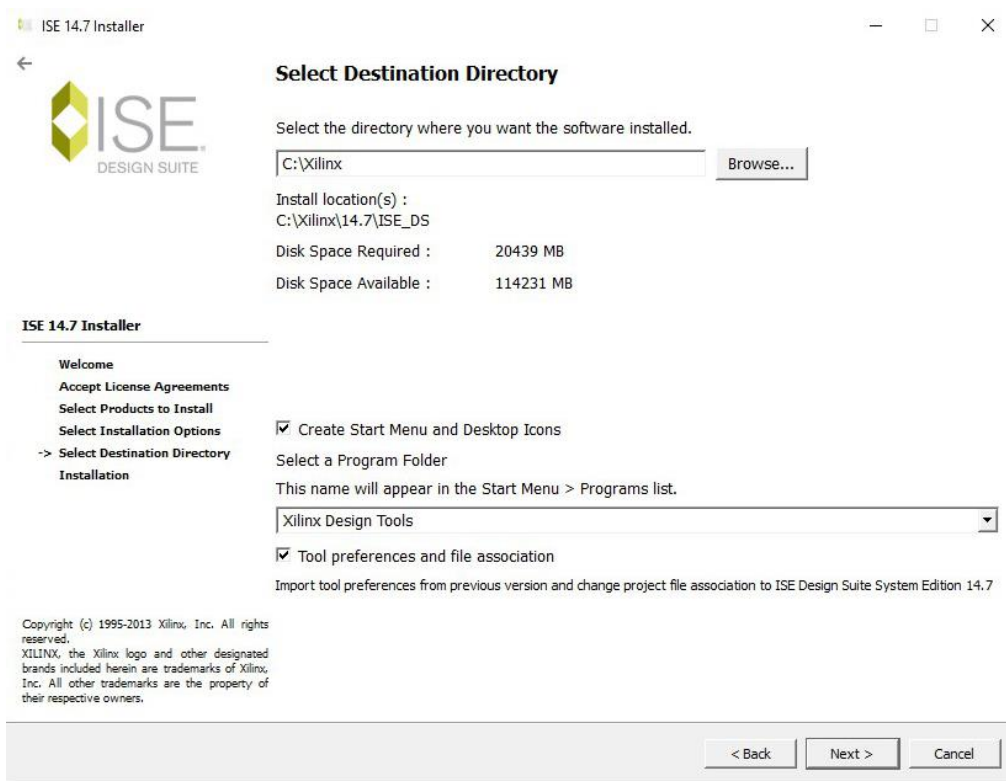 ISE 14.7 Installer
ISE.
DESIGN SUITE
Select Destination Directory
Select the directory where you want the software installed.
C:\Xilinx
Browse...
Install location(s) :
C:\Xilinx\14.7\ISE_DS
Disk Space Required : 20439 MB
Disk Space Available : 114231 MB
ISE 14.7 Installer
Welcome
Accept License Agreements
Select Products to Install
Select Installation Options
-> Select Destination Directory
Installation
Create Start Menu and Desktop Icons
Select a Program Folder
This name will appear in the Start Menu > Programs list.
Xilinx Design Tools
Tool preferences and file association
Import tool preferences from previous version and change project file association to ISE Design Suite System Edition 14.7
Copyright (c) 1995-2013 Xilinx, Inc. All rights
reserved.
XILINX, the Xilinx logo and other designated
brands included herein are trademarks of Xilinx,
Inc. All other trademarks are the property of
their respective owners.
< Back
Next >
Cancel